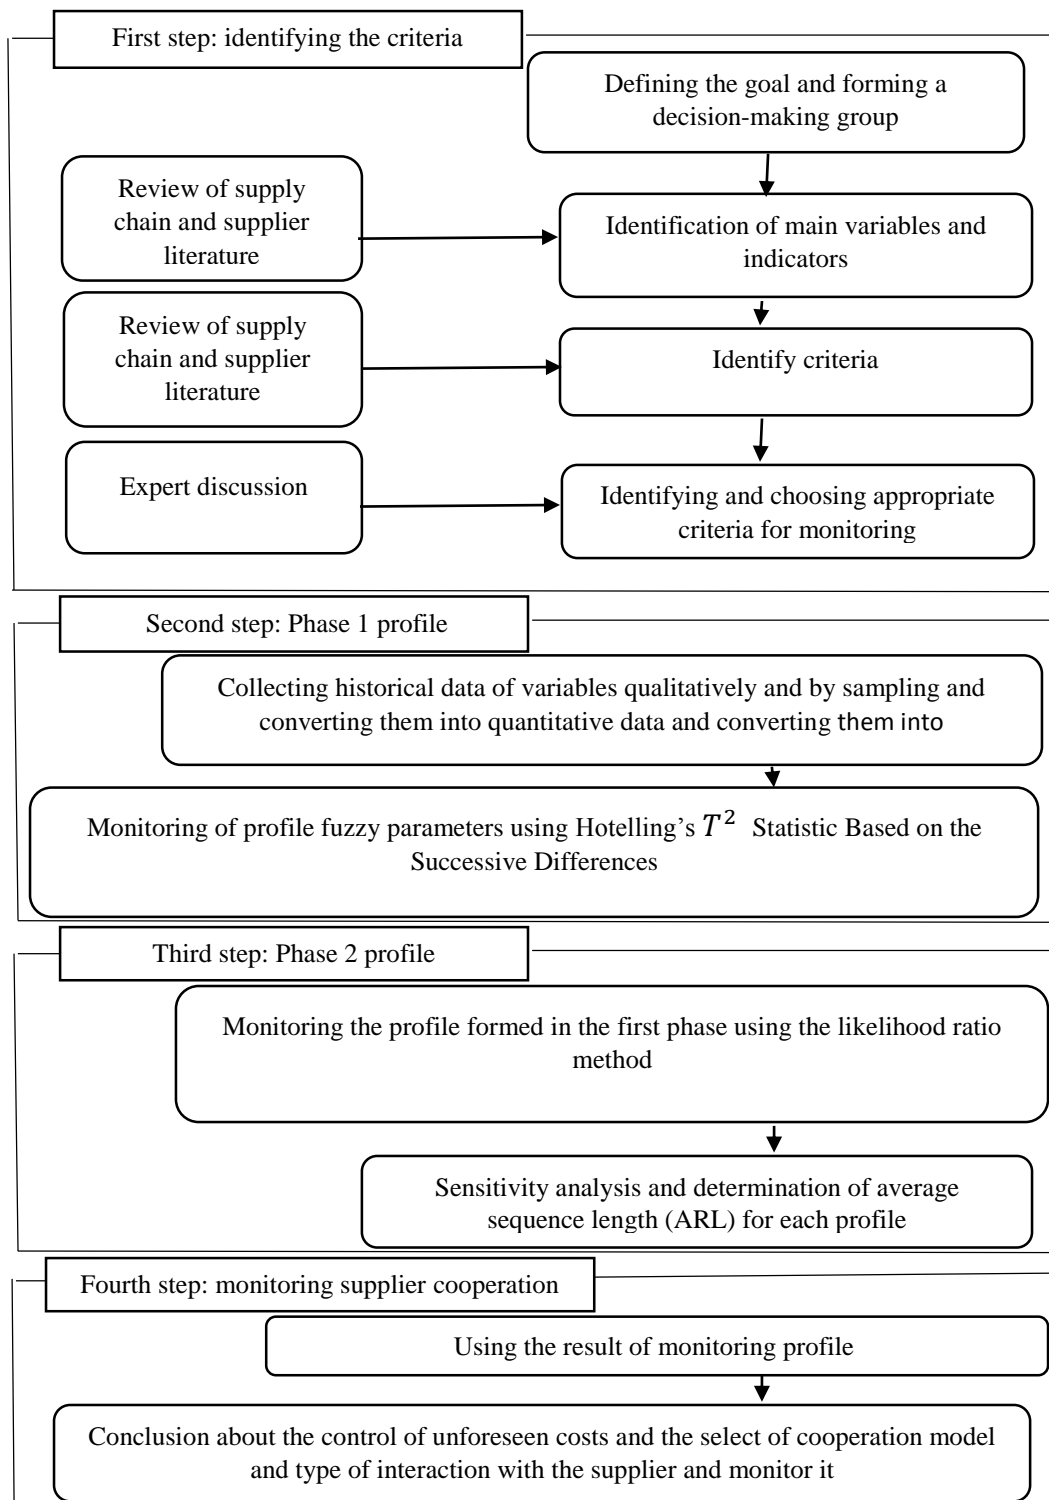 First step: identifying the criteria
Defining the goal and forming a
decision-making group
Review of supply
chain and supplier
literature
Identification of main variables and
indicators
Review of supply
chain and supplier
literature
Identify criteria
Expert discussion
Identifying and choosing appropriate
criteria for monitoring
Second step: Phase 1 profile
Collecting historical data of variables qualitatively and by sampling and
converting them into quantitative data and converting them into
Monitoring of profile fuzzy parameters using Hotelling's T² Statistic Based on the
Successive Differences
Third step: Phase 2 profile
Monitoring the profile formed in the first phase using the likelihood ratio
method
Sensitivity analysis and determination of average
sequence length (ARL) for each profile
Fourth step: monitoring supplier cooperation
Using the result of monitoring profile
Conclusion about the control of unforeseen costs and the select of cooperation model
and type of interaction with the supplier and monitor it